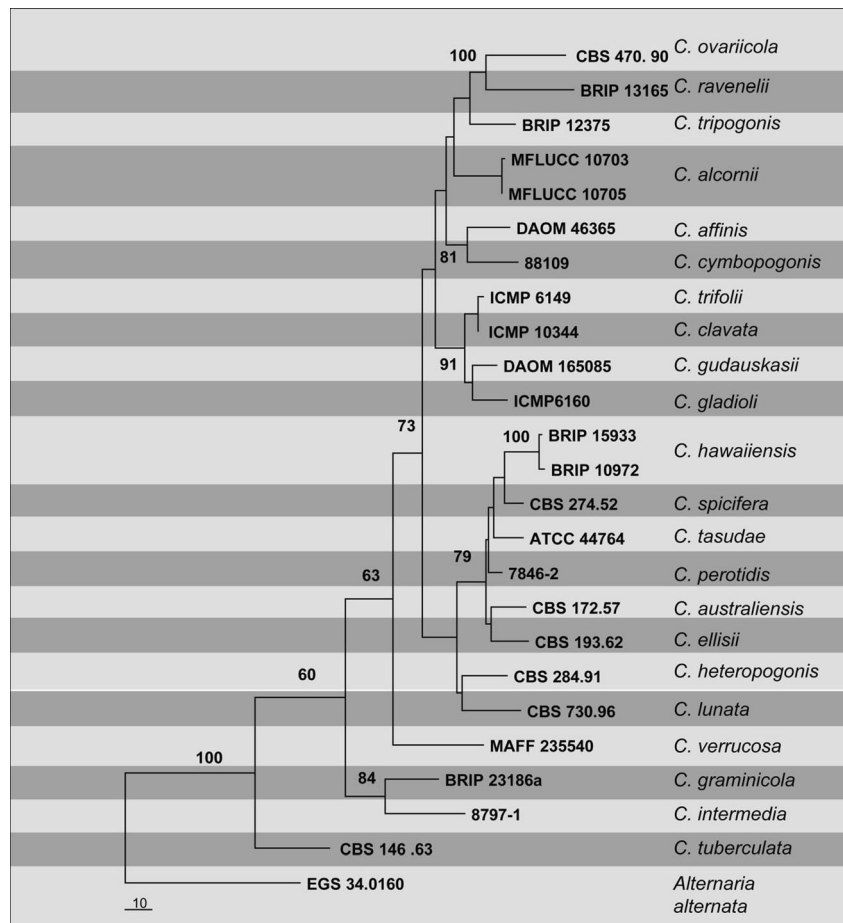 100 CBS 470. 90 C. ovariicola
BRIP 13165 C. ravenelii
BRIP 12375 C. tripogonis
MFLUCC 10703
C. alcornii
MFLUCC 10705
DAOM 46365 C. affinis
81 88109 C. cymbopogonis
ICMP 6149 C. trifolii
ICMP 10344 C. clavata
91 DAOM 165085 C. gudauskasii
ICMP6160 C. gladioli
73
100 BRIP 15933
C. hawaiiensis
BRIP 10972
CBS 274.52 C. spicifera
ATCC 44764 C. tasudae
79
7846-2 C. perotidis
63
CBS 172.57 C. australiensis
CBS 193.62 C. ellisii
60 CBS 284.91 C. heteropogonis
CBS 730.96 C. lunata
MAFF 235540 C. verrucosa
100
84 BRIP 23186a C. graminicola
8797-1 C. intermedia
CBS 146 .63 C. tuberculata
EGS 34.0160 Alternaria
alternata
10